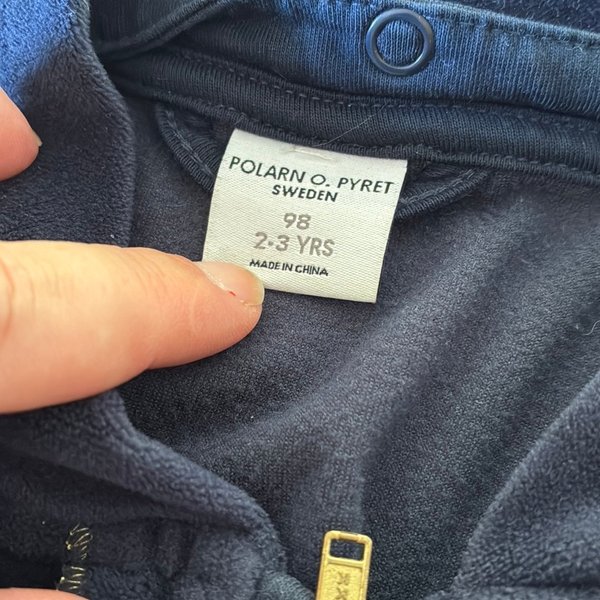 POLARN O. PYRET
SWEDEN
98
2-3 YRS
MADE IN CHINA